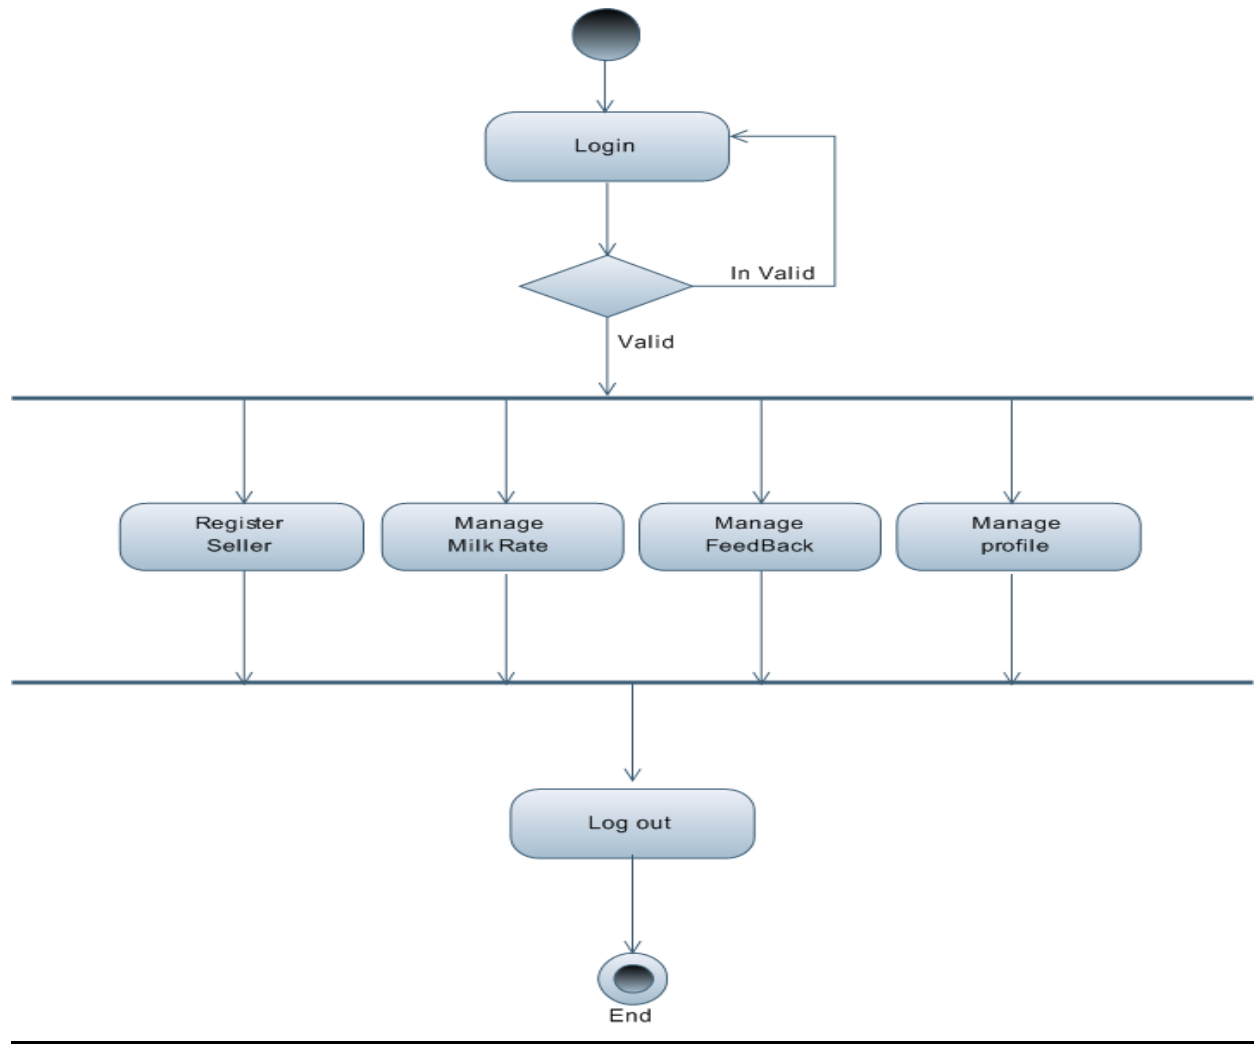 Login
In Valid
Valid
Register
Seller
Manage
Milk Rate
Manage
FeedBack
Manage
profile
Log out
End